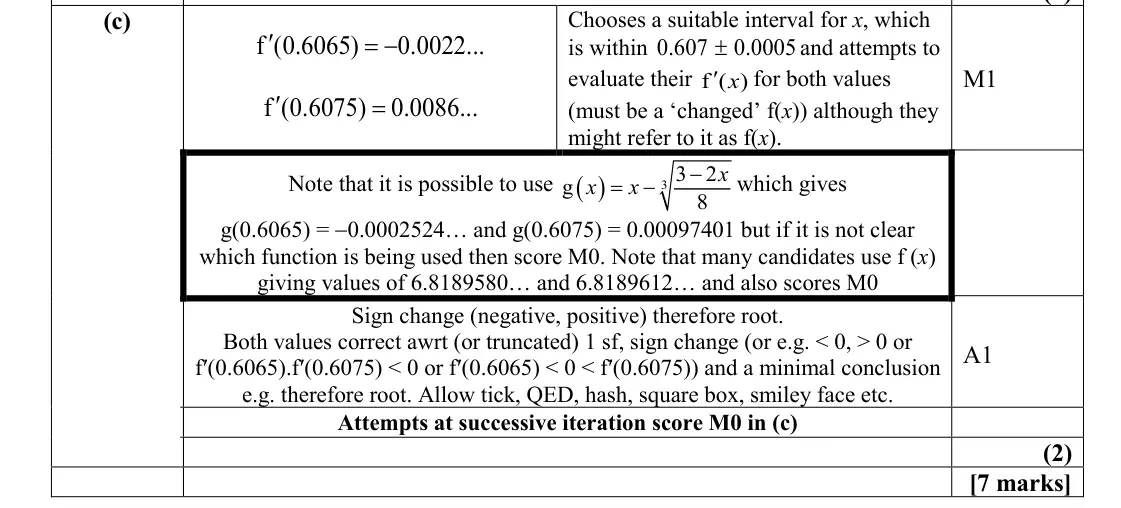 (c)
f′(0.6065) = −0.0022...
f′(0.6075) = 0.0086...
Chooses a suitable interval for x, which
is within 0.607 ± 0.0005 and attempts to
evaluate their f′(x) for both values
(must be a ‘changed’ f(x)) although they
might refer to it as f(x).
M1
Note that it is possible to use g(x) = x − ∛((3 − 2x)/8) which gives
g(0.6065) = –0.0002524… and g(0.6075) = 0.00097401 but if it is not clear
which function is being used then score M0. Note that many candidates use f (x)
giving values of 6.8189580… and 6.8189612… and also scores M0
Sign change (negative, positive) therefore root.
Both values correct awrt (or truncated) 1 sf, sign change (or e.g. < 0, > 0 or
f'(0.6065).f'(0.6075) < 0 or f'(0.6065) < 0 < f'(0.6075)) and a minimal conclusion
e.g. therefore root. Allow tick, QED, hash, square box, smiley face etc.
A1
Attempts at successive iteration score M0 in (c)
(2)
[7 marks]